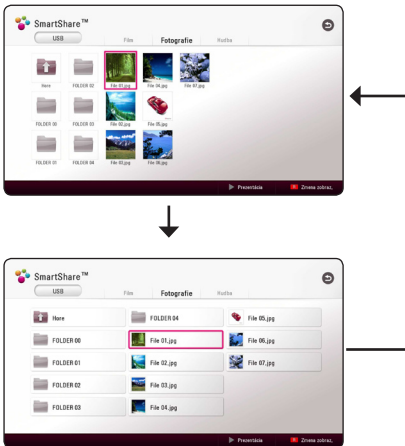 SmartShare™
USB
Film Fotografie Hudba
Hore FOLDER 02 File 01.jpg File 04.jpg File 07.jpg
FOLDER 00 FOLDER 03 File 02.jpg File 05.jpg
FOLDER 01 FOLDER 04 File 03.jpg File 06.jpg
Prezentácia Zmena zobraz.
SmartShare™
USB
Film Fotografie Hudba
Hore FOLDER 04 File 05.jpg
FOLDER 00 File 01.jpg File 06.jpg
FOLDER 01 File 02.jpg File 07.jpg
FOLDER 02 File 03.jpg
FOLDER 03 File 04.jpg
Prezentácia Zmena zobraz.